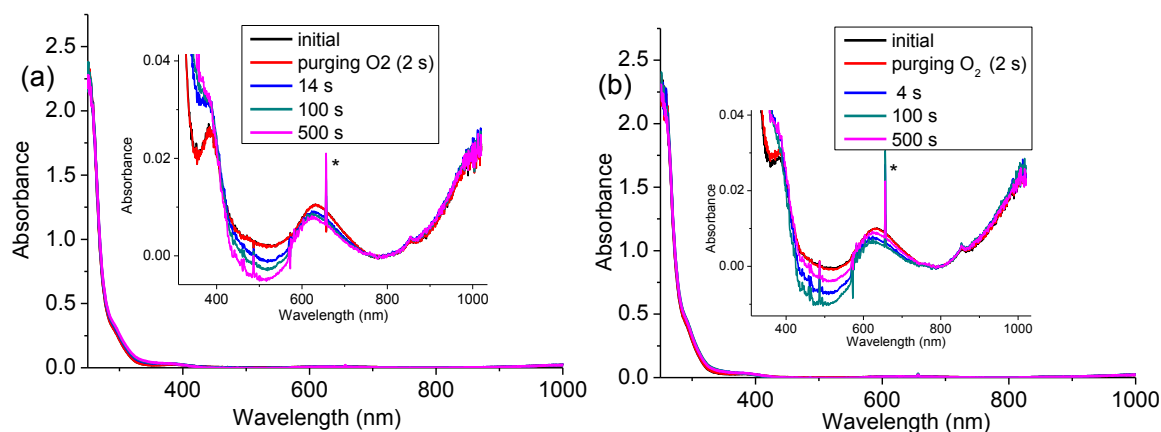 (a)
initial
purging O2 (2 s)
14 s
100 s
500 s
2.5
2.0
1.5
1.0
0.5
0.0
Absorbance
0.04
0.02
0.00
Absorbance
*
400
600
800
1000
Wavelength (nm)
400
600
800
1000
Wavelength (nm)
(b)
initial
purging O₂ (2 s)
4 s
100 s
500 s
2.5
2.0
1.5
1.0
0.5
0.0
Absorbance
0.04
0.02
0.00
Absorbance
*
400
600
800
1000
Wavelength (nm)
400
600
800
1000
Wavelength (nm)